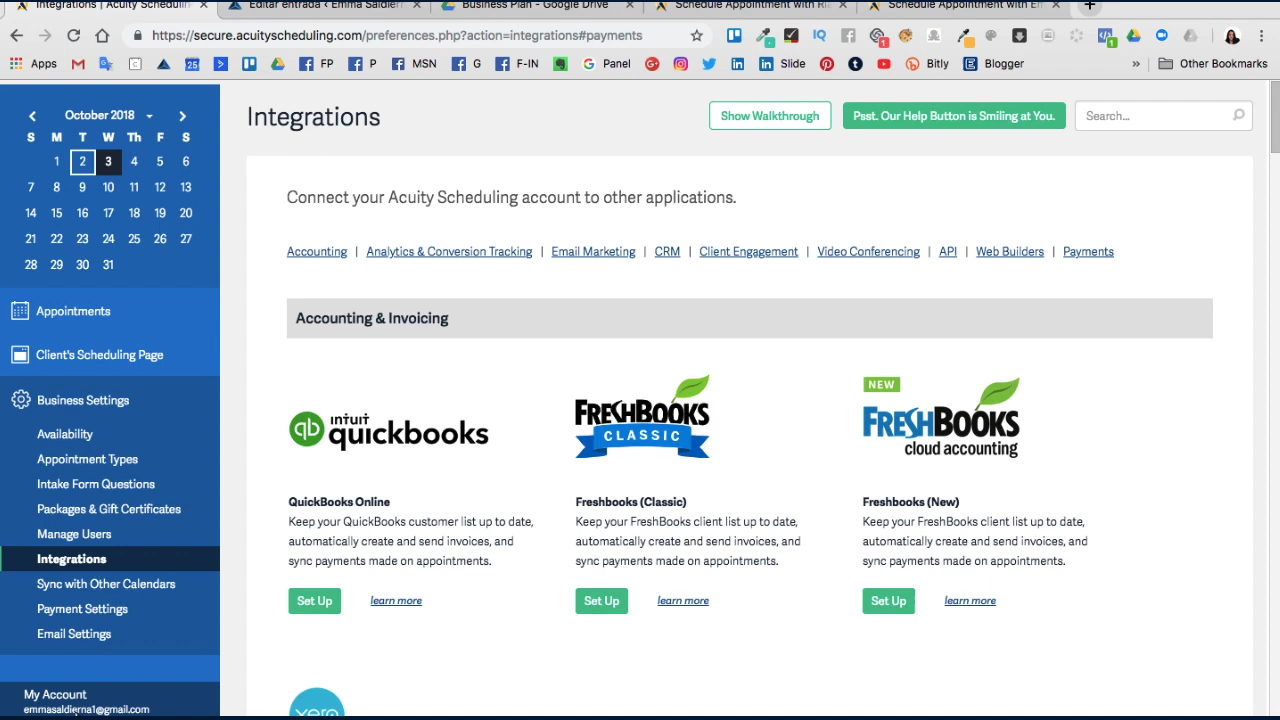 Integrations | Acuity Schedulin
Editar entrada ‹ Emma Saldierr
Business Plan - Google Drive
Schedule Appointment with Ria
Schedule Appointment with Em
https://secure.acuityscheduling.com/preferences.php?action=integrations#payments
Apps
FP
P
MSN
G
F-IN
Panel
Slide
Bitly
Blogger
» Other Bookmarks
October 2018
S M T W Th F S
1 2 3 4 5 6
7 8 9 10 11 12 13
14 15 16 17 18 19 20
21 22 23 24 25 26 27
28 29 30 31
Appointments
Client's Scheduling Page
Business Settings
Availability
Appointment Types
Intake Form Questions
Packages & Gift Certificates
Manage Users
Integrations
Sync with Other Calendars
Payment Settings
Email Settings
My Account
emmasaldierna1@gmail.com
Integrations
Show Walkthrough
Psst. Our Help Button is Smiling at You.
Search...
Connect your Acuity Scheduling account to other applications.
Accounting | Analytics & Conversion Tracking | Email Marketing | CRM | Client Engagement | Video Conferencing | API | Web Builders | Payments
Accounting & Invoicing
qb intuit quickbooks
QuickBooks Online
Keep your QuickBooks customer list up to date,
automatically create and send invoices, and
sync payments made on appointments.
Set Up learn more
FRESHBOOKS
CLASSIC
Freshbooks (Classic)
Keep your FreshBooks client list up to date,
automatically create and send invoices, and
sync payments made on appointments.
Set Up learn more
NEW
FRESHBOOKS
cloud accounting
Freshbooks (New)
Keep your FreshBooks client list up to date,
automatically create and send invoices, and
sync payments made on appointments.
Set Up learn more
xero